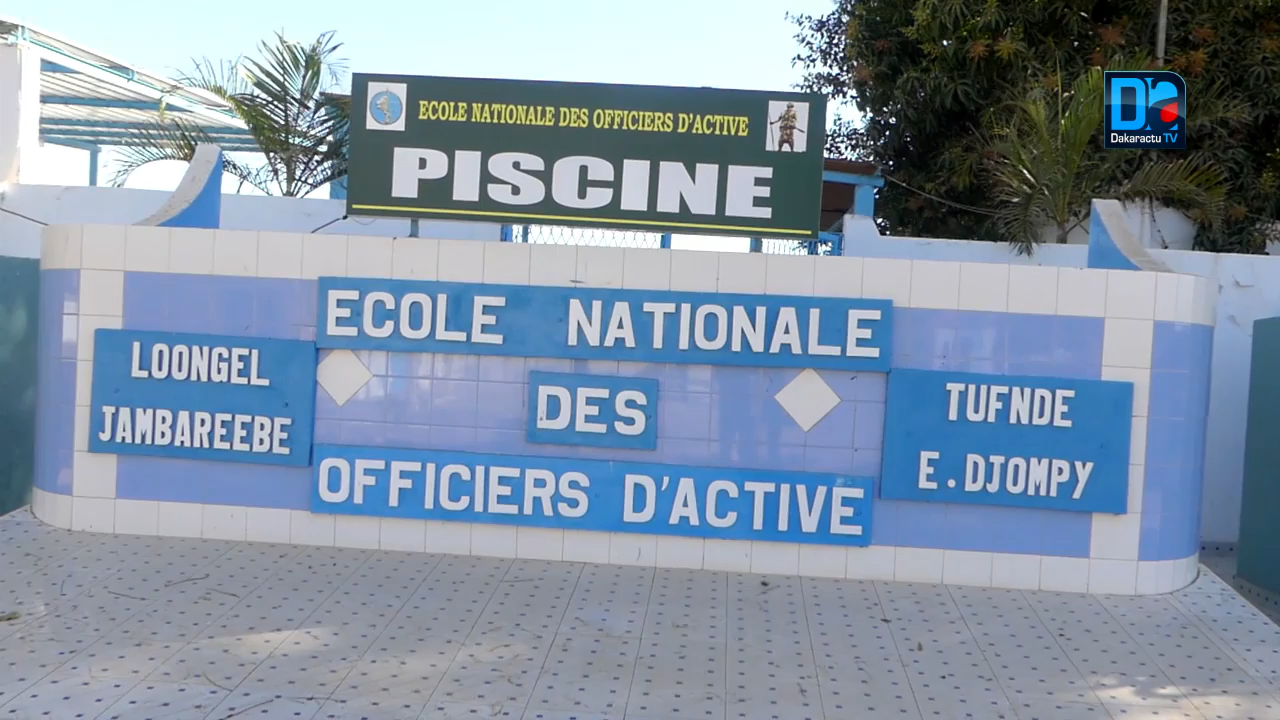 ECOLE NATIONALE DES OFFICIERS D'ACTIVE
PISCINE
Dakaractu TV
ECOLE NATIONALE
DES
OFFICIERS D'ACTIVE
LOONGEL
JAMBAREEBE
TUFNDE
E.DJOMPY